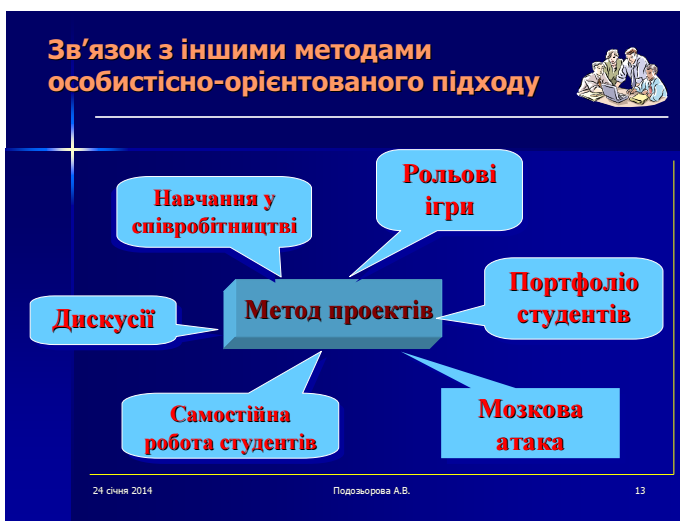 Зв’язок з іншими методами
особистісно-орієнтованого підходу
Рольові
ігри
Навчання у
співробітництві
Портфоліо
студентів
Метод проектів
Дискусії
Самостійна
робота студентів
Мозкова
атака
24 січня 2014
Подозьорова А.В.
13